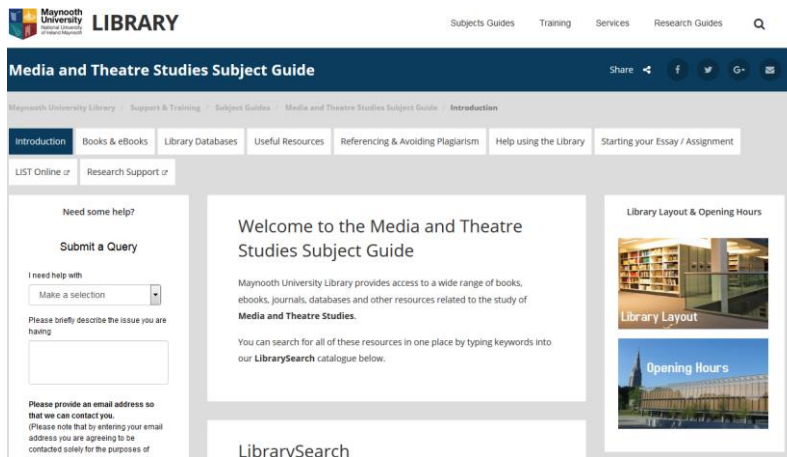 Maynooth
University
National University
of Ireland Maynooth
LIBRARY
Subjects Guides
Training
Services
Research Guides
Media and Theatre Studies Subject Guide
Share
f
G+
Maynooth University Library / Support & Training / Subject Guides / Media and Theatre Studies Subject Guide / Introduction
Introduction
Books & eBooks
Library Databases
Useful Resources
Referencing & Avoiding Plagiarism
Help using the Library
Starting your Essay / Assignment
LIST Online
Research Support
Need some help?
Submit a Query
I need help with
Make a selection
Please briefly describe the issue you are
having
Please provide an email address so
that we can contact you.
(Please note that by entering your email
address you are agreeing to be
contacted solely for the purposes of
Welcome to the Media and Theatre
Studies Subject Guide
Maynooth University Library provides access to a wide range of books,
ebooks, journals, databases and other resources related to the study of
Media and Theatre Studies.
You can search for all of these resources in one place by typing keywords into
our LibrarySearch catalogue below.
LibrarySearch
Library Layout & Opening Hours
Library Layout
Opening Hours